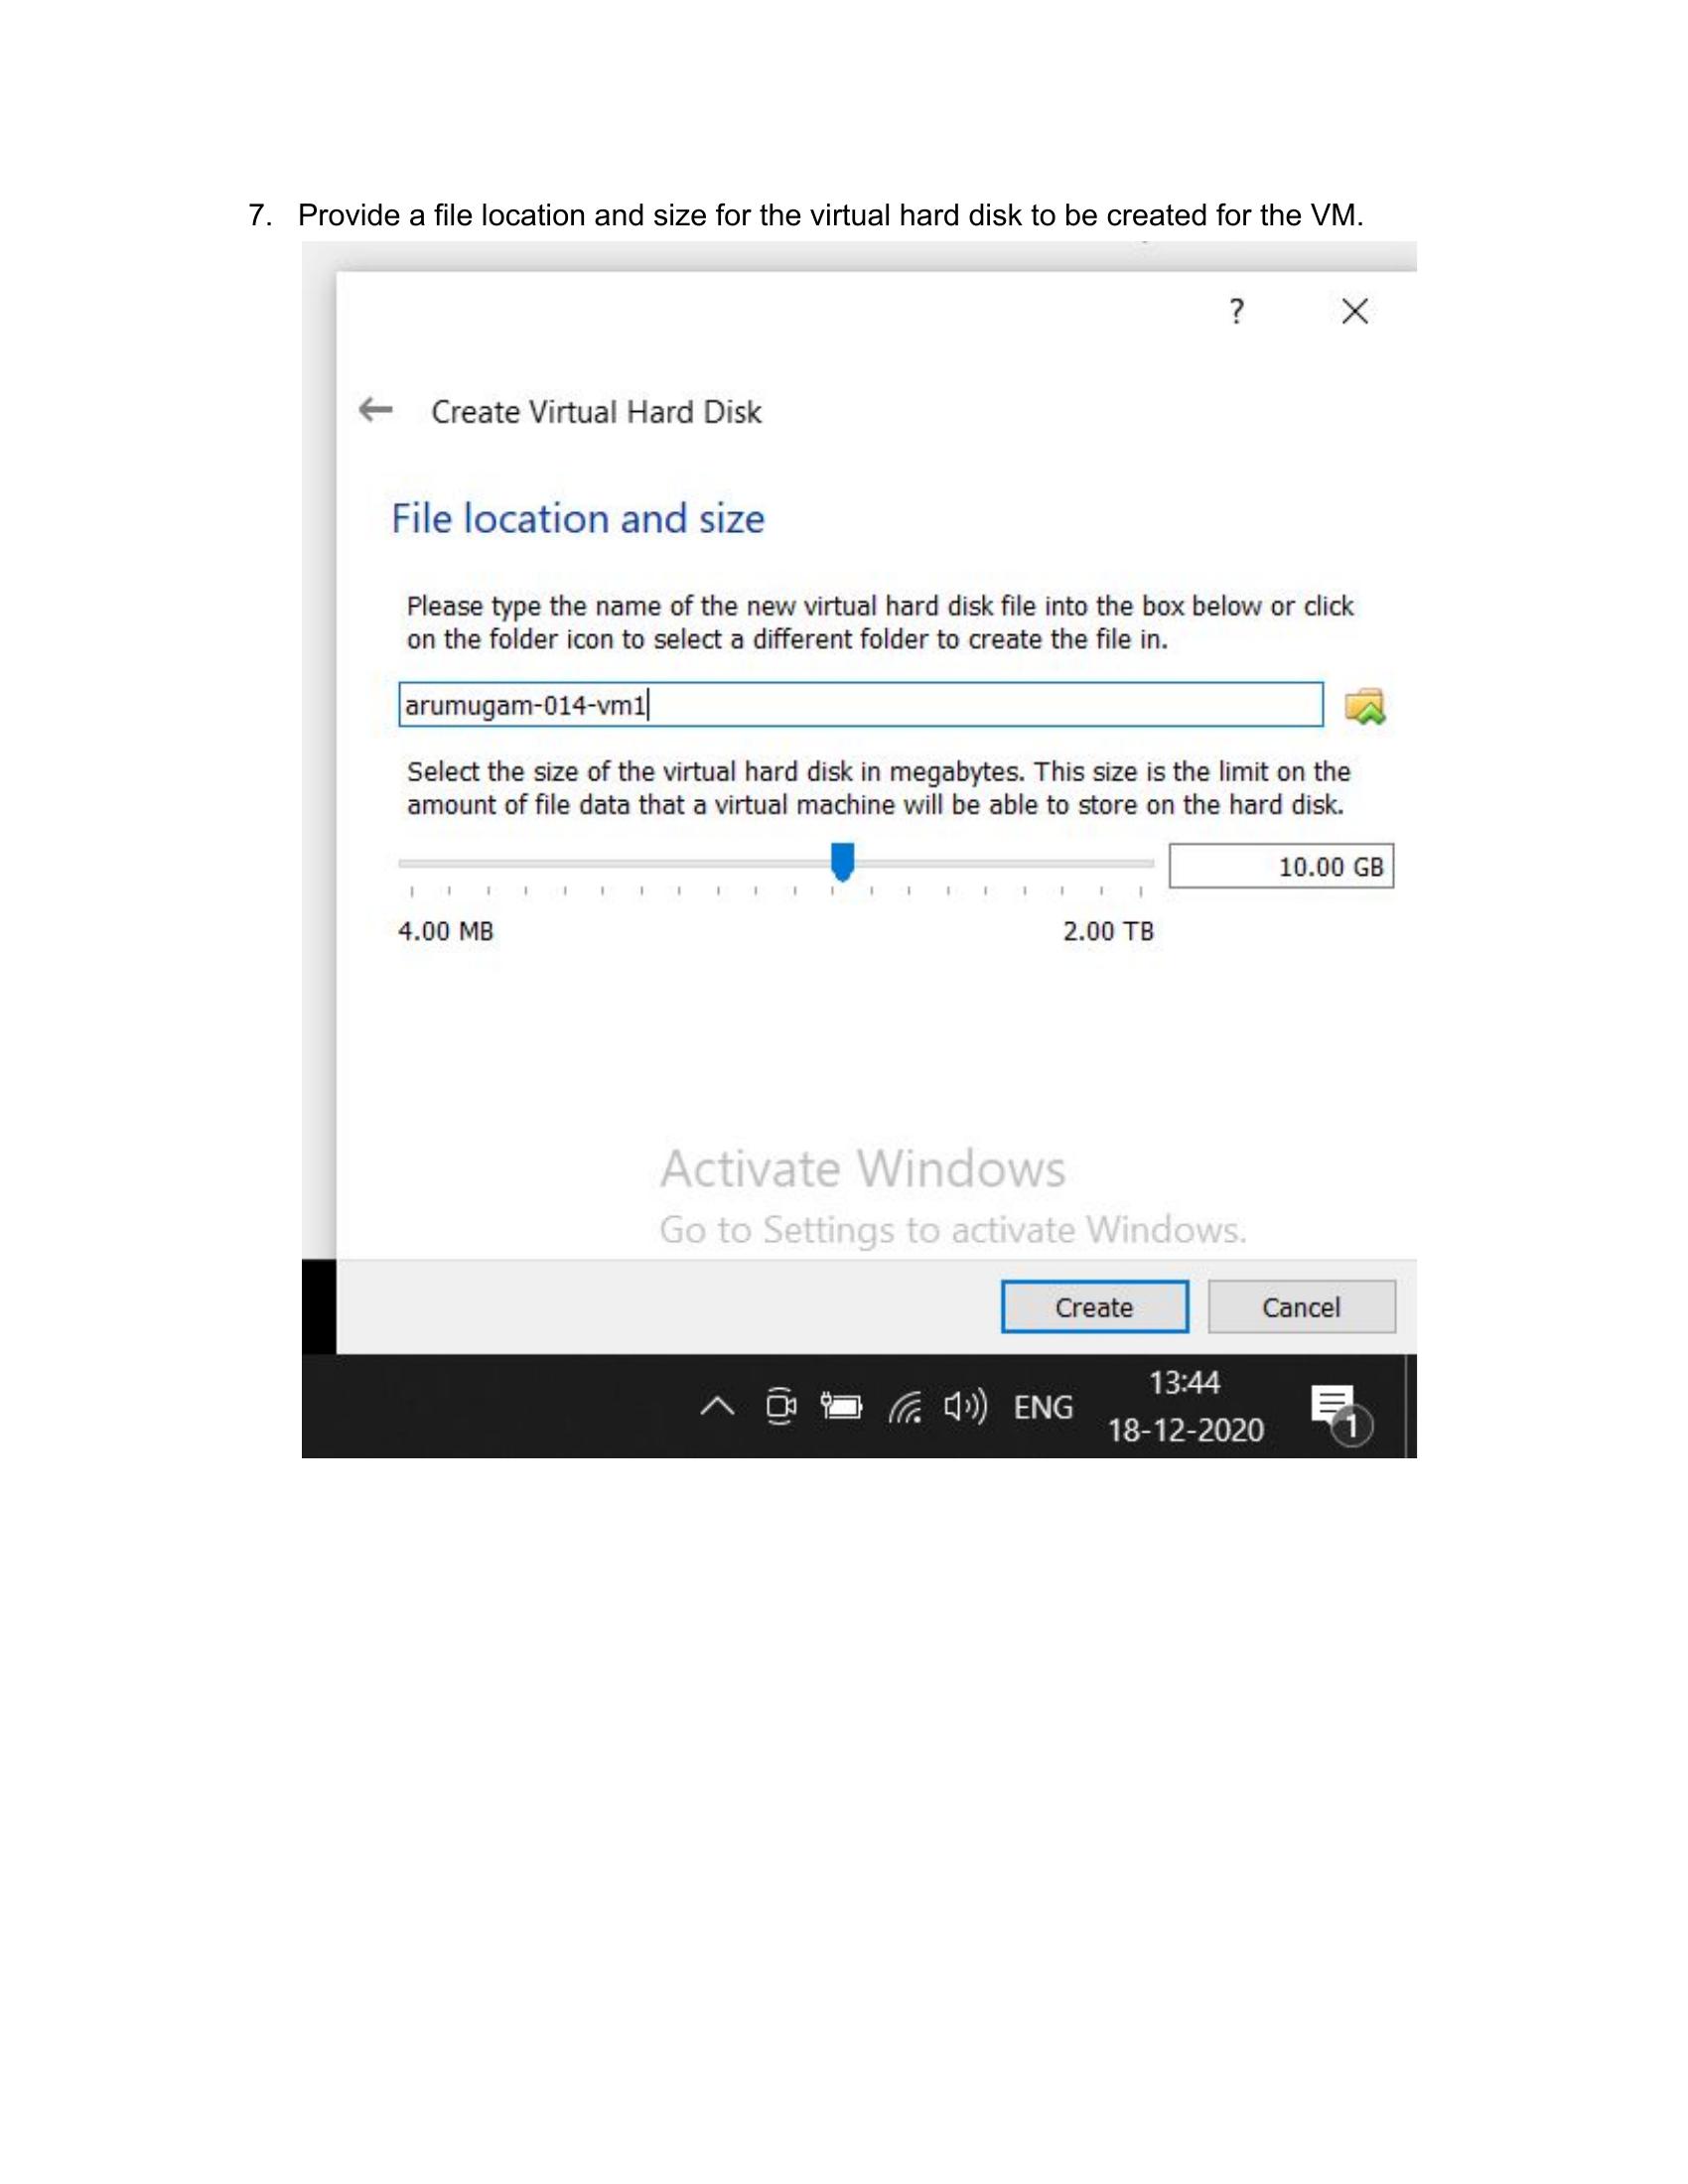 7. Provide a file location and size for the virtual hard disk to be created for the VM.
?
Create Virtual Hard Disk
File location and size
Please type the name of the new virtual hard disk file into the box below or click
on the folder icon to select a different folder to create the file in.
arumugam-014-vm1
Select the size of the virtual hard disk in megabytes. This size is the limit on the
amount of file data that a virtual machine will be able to store on the hard disk.
10.00 GB
4.00 MB 2.00 TB
Activate Windows
Go to Settings to activate Windows.
Create Cancel
ENG 13:44
18-12-2020
1